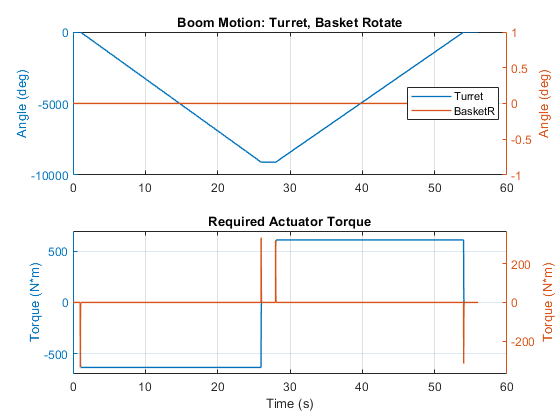 Boom Motion: Turret, Basket Rotate
Angle (deg)
0
-5000
-10000
1
0.5
0
-0.5
-1
Angle (deg)
Turret
BasketR
0 10 20 30 40 50 60
Required Actuator Torque
Torque (N*m)
500
0
-500
200
0
-200
Torque (N*m)
0 10 20 30 40 50 60
Time (s)